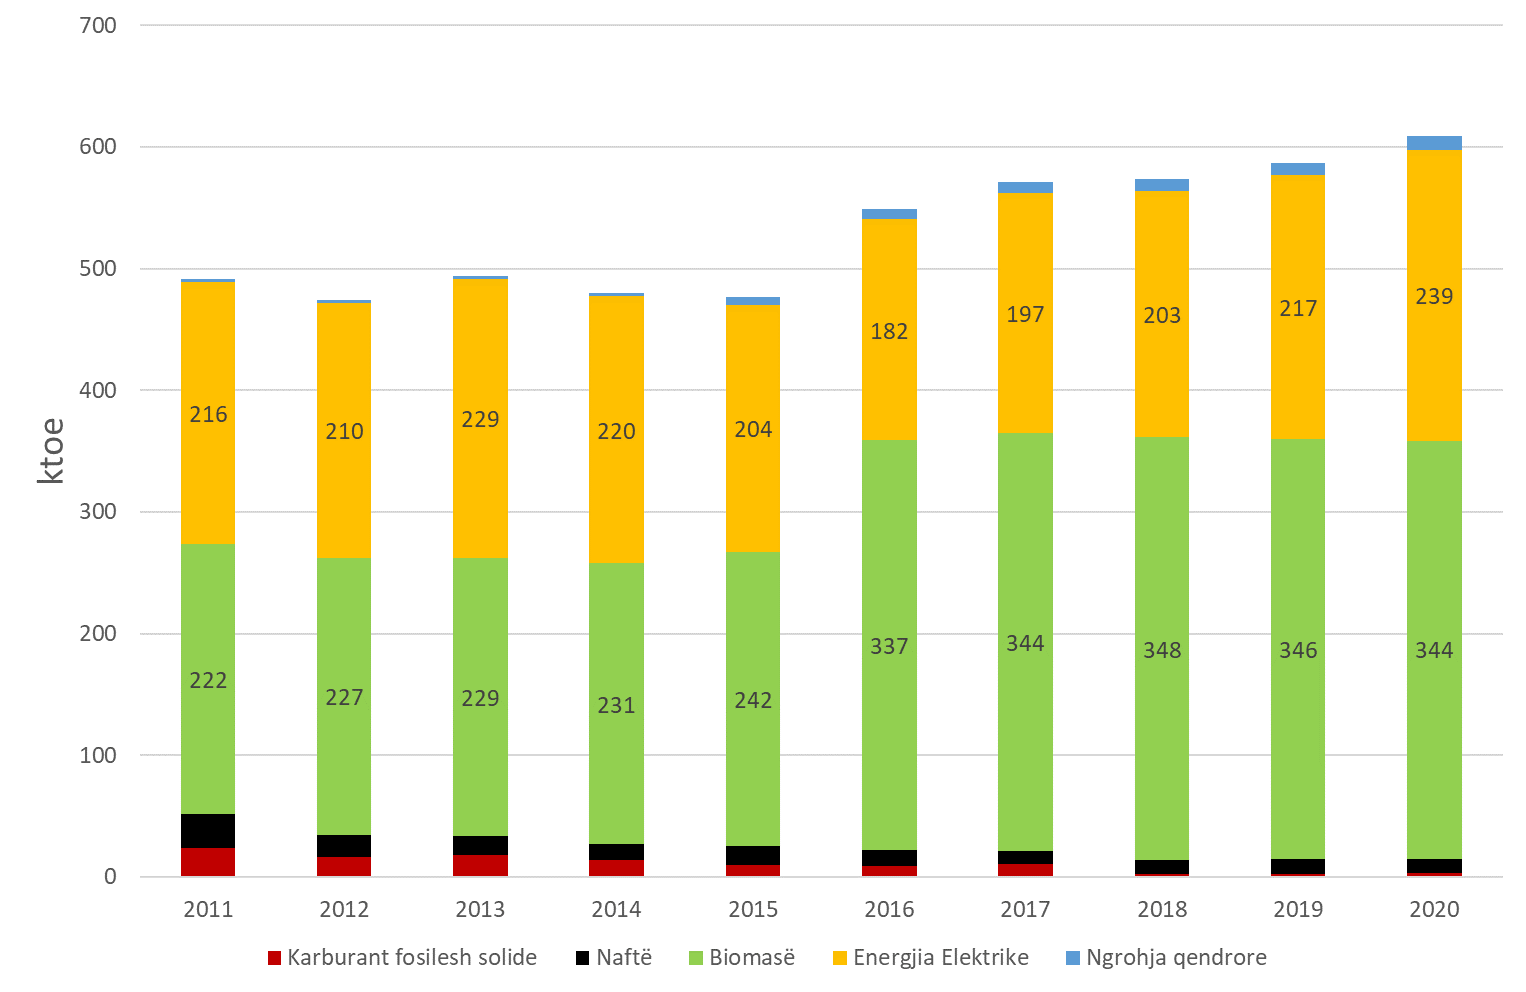 700
600
500
400
300
200
100
0
ktoe
216 210 229 220 204 182 197 203 217 239
222 227 229 231 242 337 344 348 346 344
2011 2012 2013 2014 2015 2016 2017 2018 2019 2020
Karburant fosilesh solide Naftë Biomasë Energjia Elektrike Ngrohja qendrore